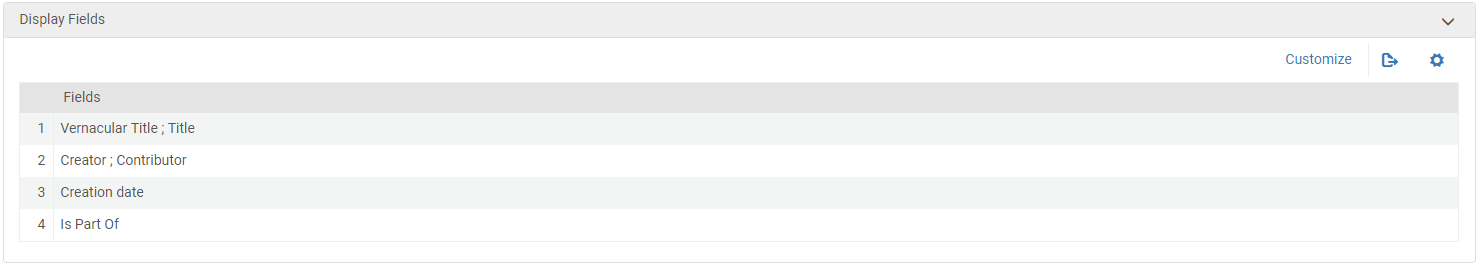 Display Fields
Customize
Fields
1 Vernacular Title ; Title
2 Creator ; Contributor
3 Creation date
4 Is Part Of